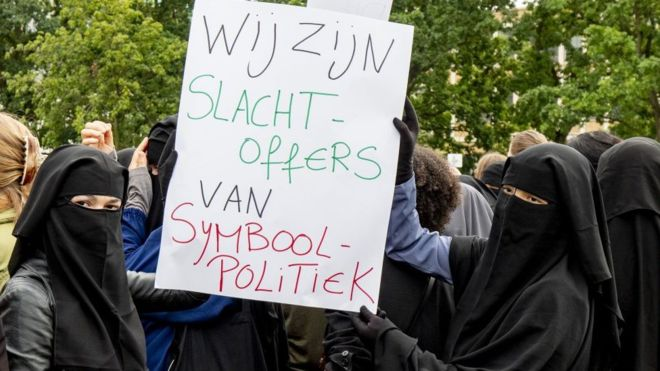 WIJ ZIJN
SLACHT-
OFFERS
VAN
SYMBOOL-
POLITIEK